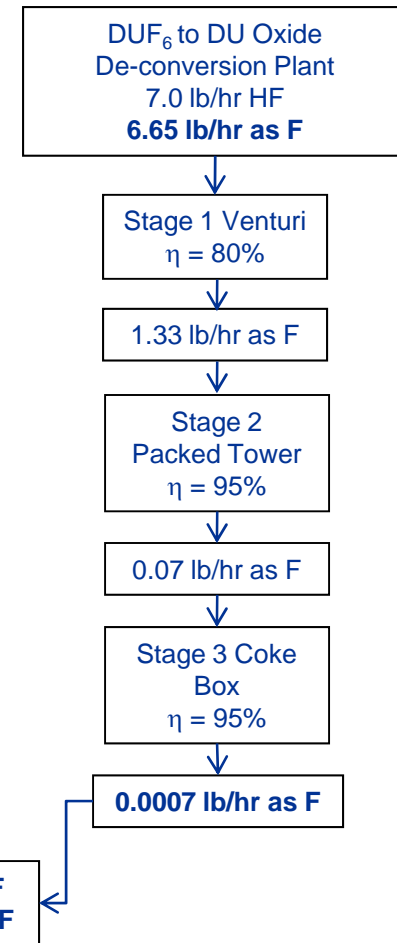 DUF₆ to DU Oxide
De-conversion Plant
7.0 lb/hr HF
6.65 lb/hr as F
Stage 1 Venturi
η = 80%
1.33 lb/hr as F
Stage 2
Packed Tower
η = 95%
0.07 lb/hr as F
Stage 3 Coke
Box
η = 95%
0.0007 lb/hr as F
F
F